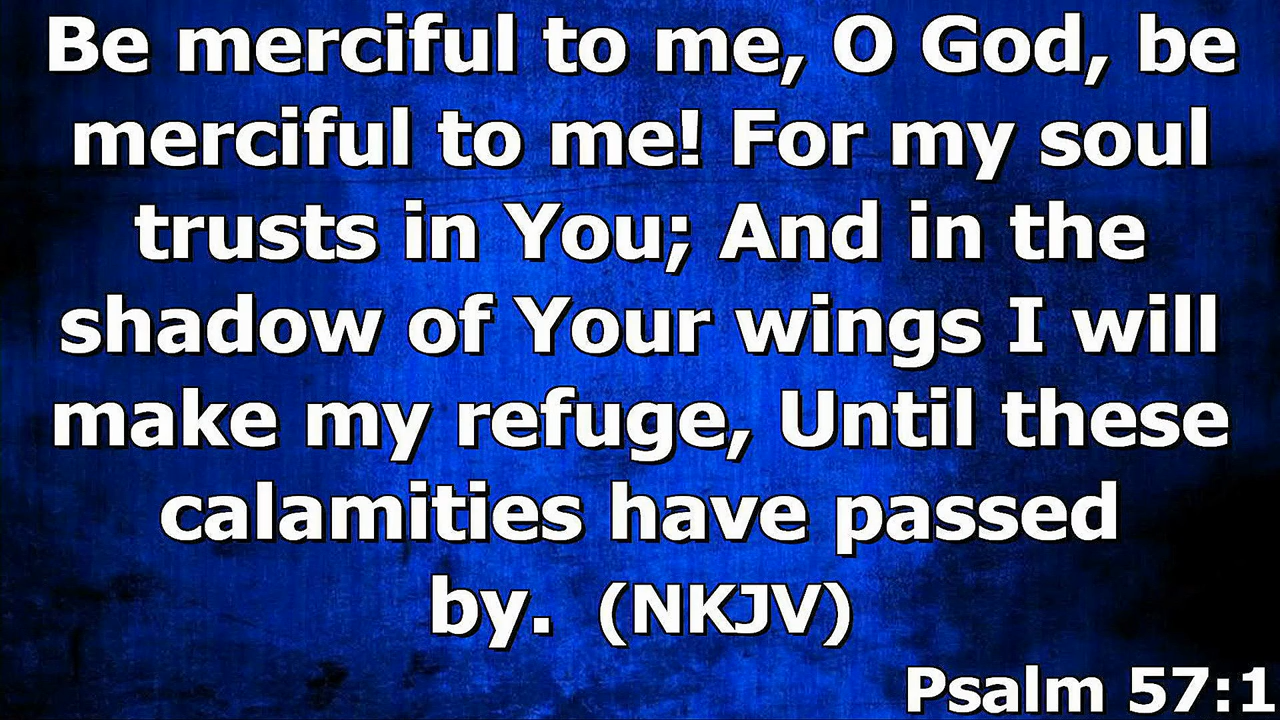 Be merciful to me, O God, be
merciful to me! For my soul
trusts in You; And in the
shadow of Your wings I will
make my refuge, Until these
calamities have passed
by. (NKJV)
Psalm 57:1